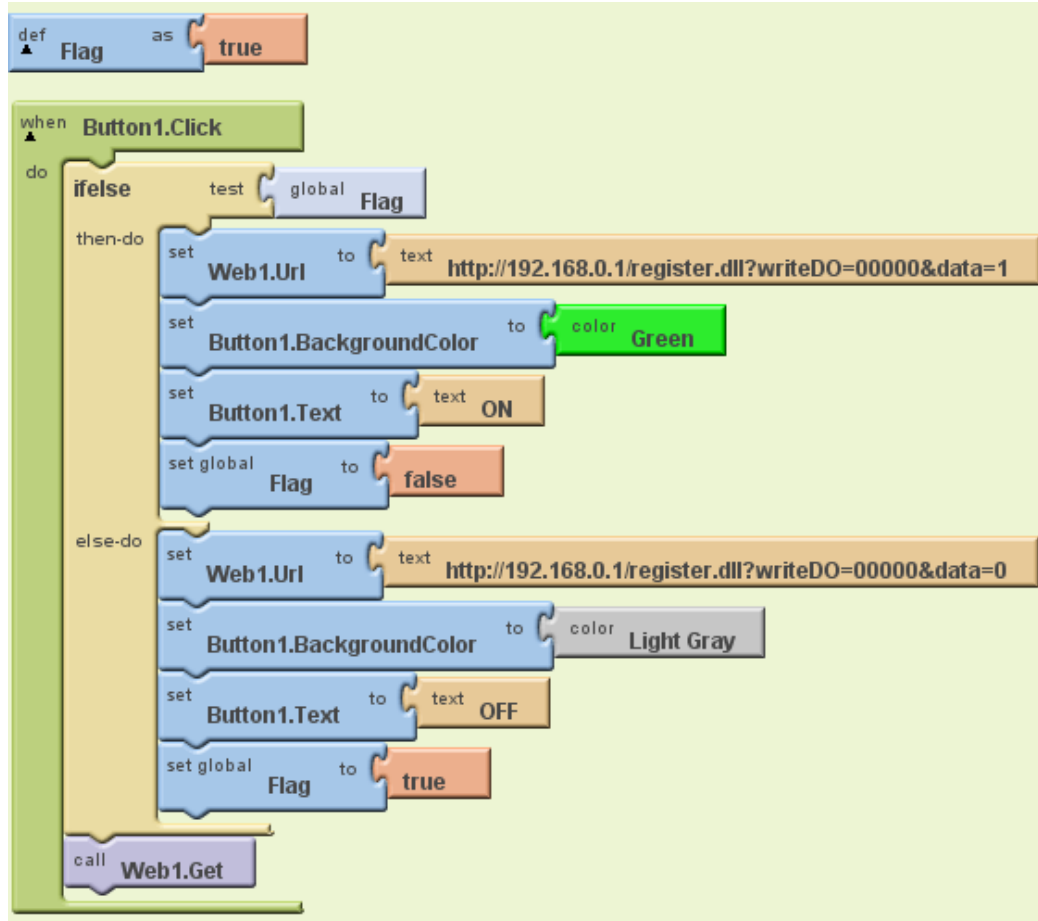 def Flag as true
when Button1.Click
do
ifelse test global Flag
then-do
set Web1.Url to text http://192.168.0.1/register.dll?writeDO=00000&data=1
set Button1.BackgroundColor to color Green
set Button1.Text to text ON
set global Flag to false
else-do
set Web1.Url to text http://192.168.0.1/register.dll?writeDO=00000&data=0
set Button1.BackgroundColor to color Light Gray
set Button1.Text to text OFF
set global Flag to true
call Web1.Get